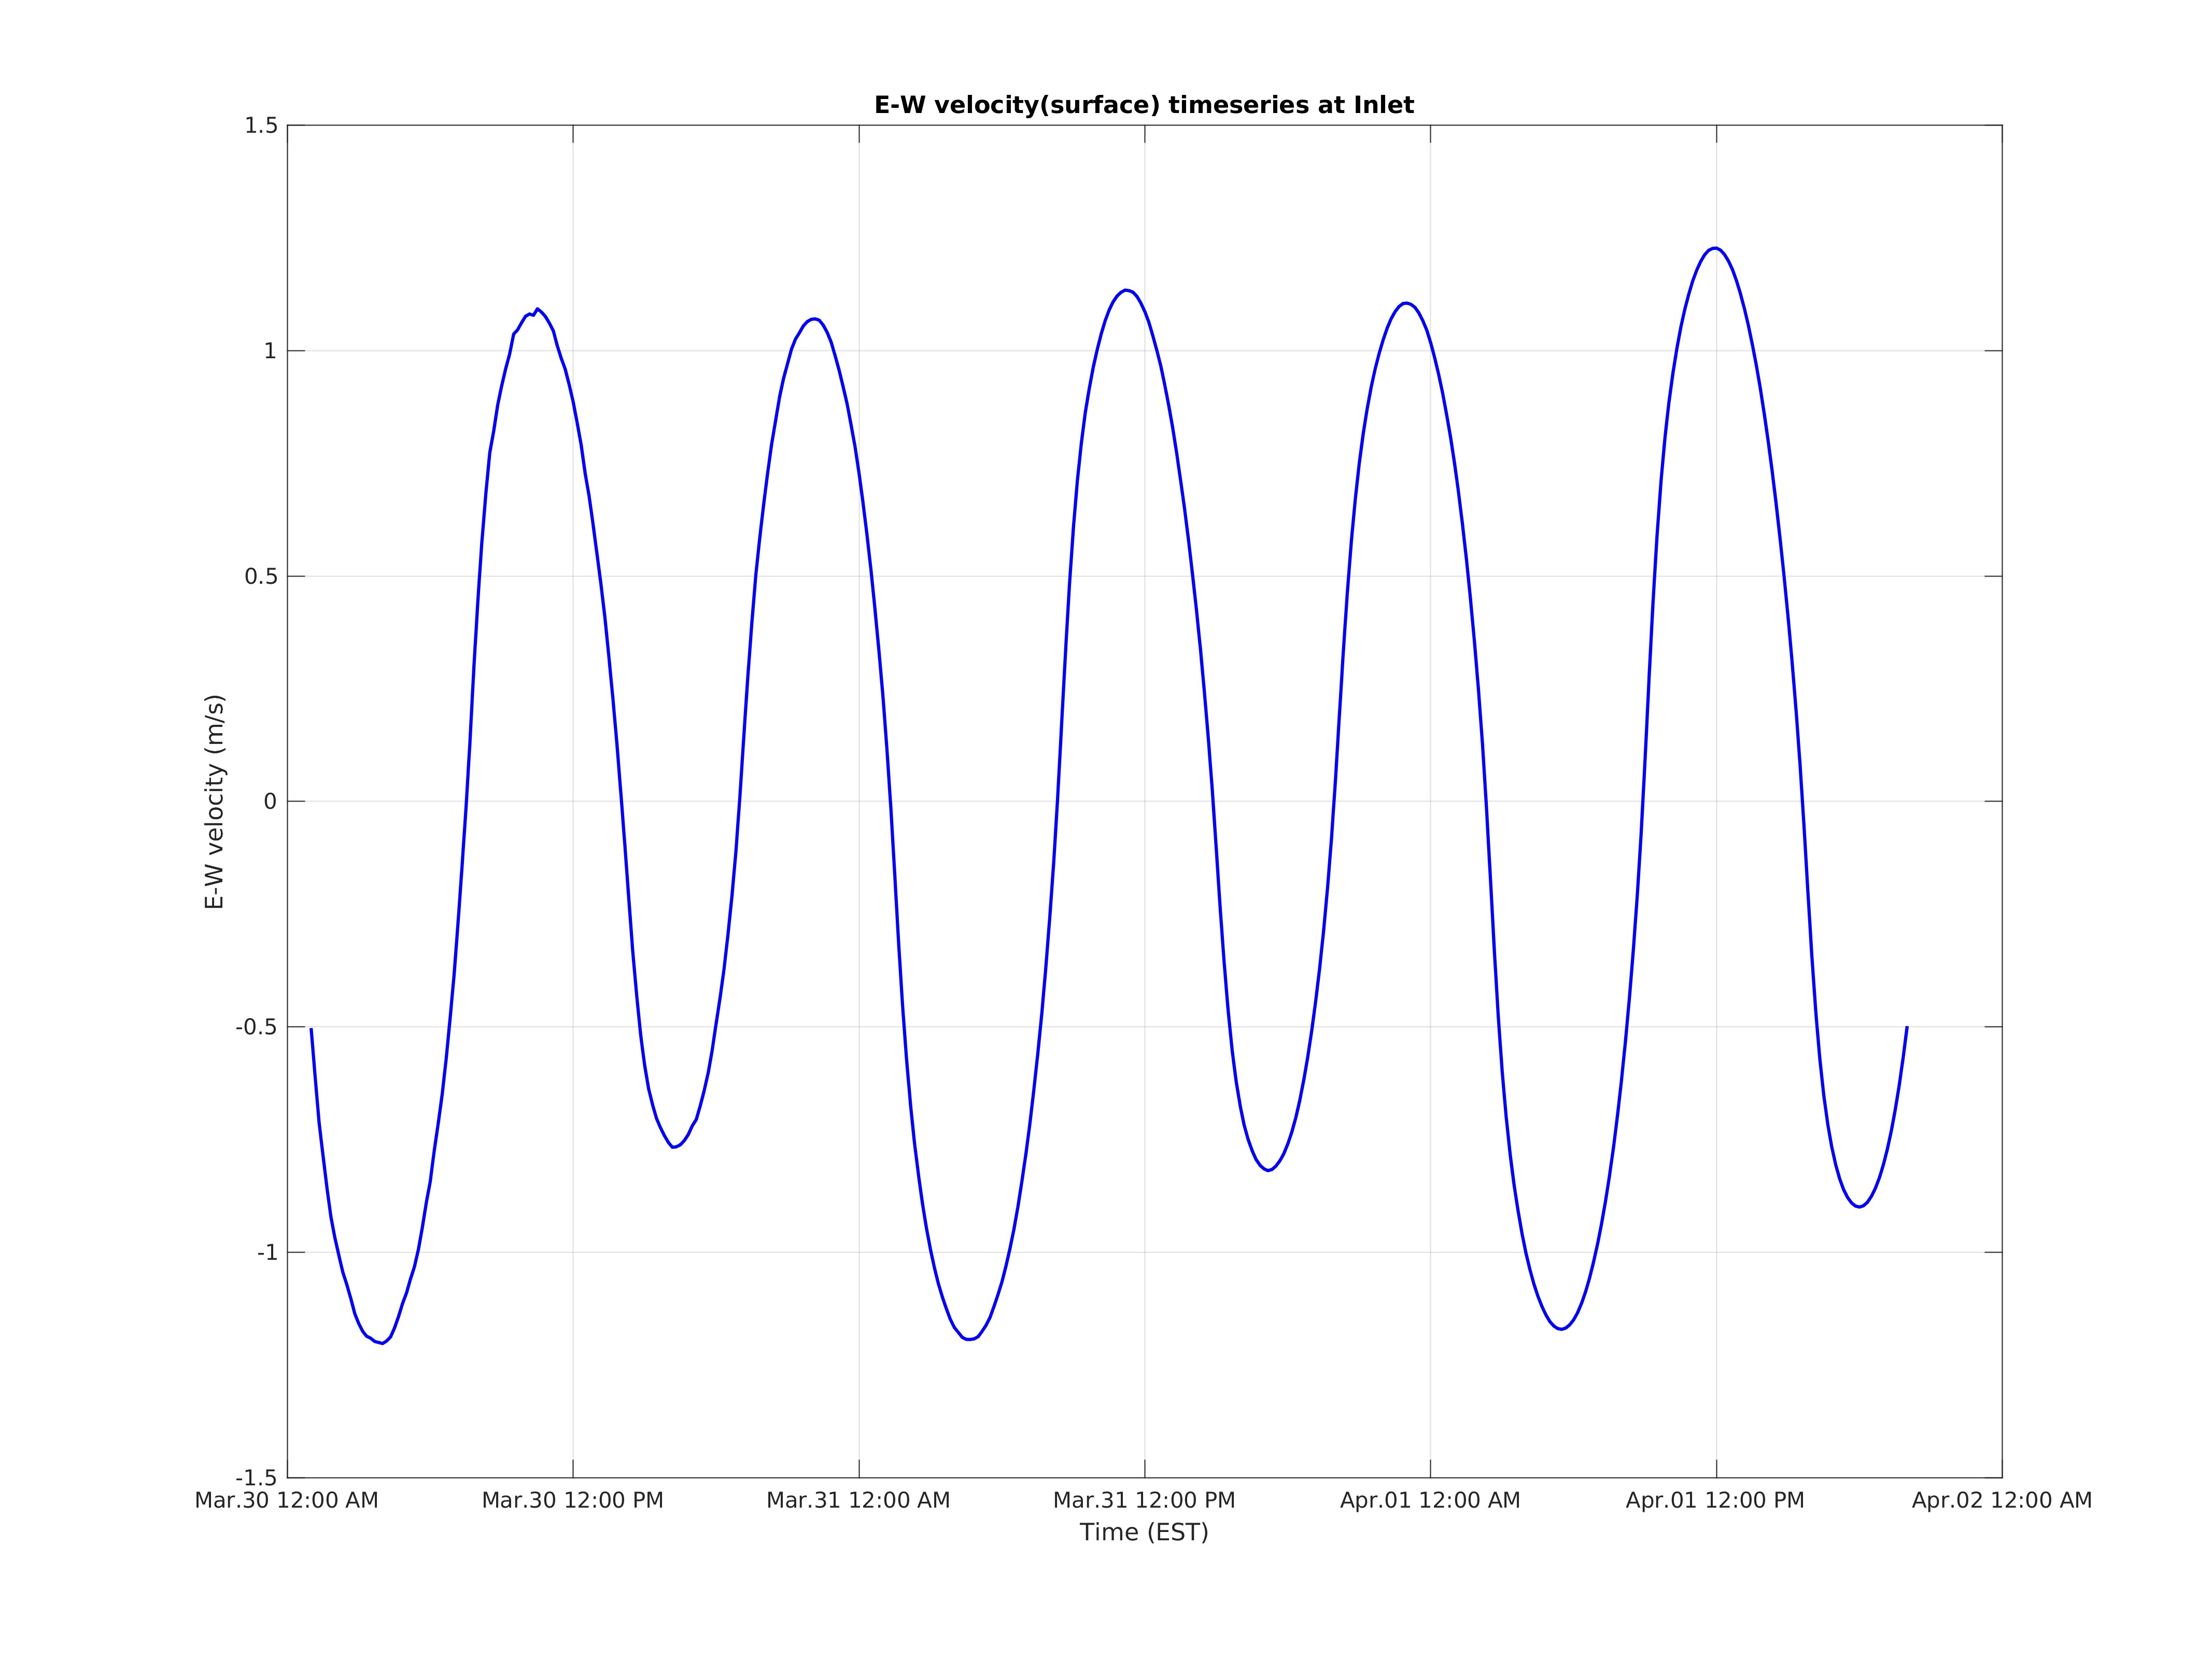 E-W velocity(surface) timeseries at Inlet
1.5
1
0.5
0
-0.5
-1
-1.5
E-W velocity (m/s)
Mar.30 12:00 AM
Mar.30 12:00 PM
Mar.31 12:00 AM
Mar.31 12:00 PM
Apr.01 12:00 AM
Apr.01 12:00 PM
Apr.02 12:00 AM
Time (EST)